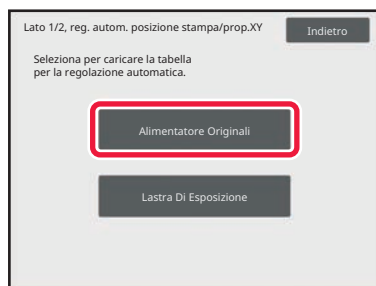 Lato 1/2, reg. autom. posizione stampa/prop.XY
Indietro
Seleziona per caricare la tabella
per la regolazione automatica.
Alimentatore Originali
Lastra Di Esposizione